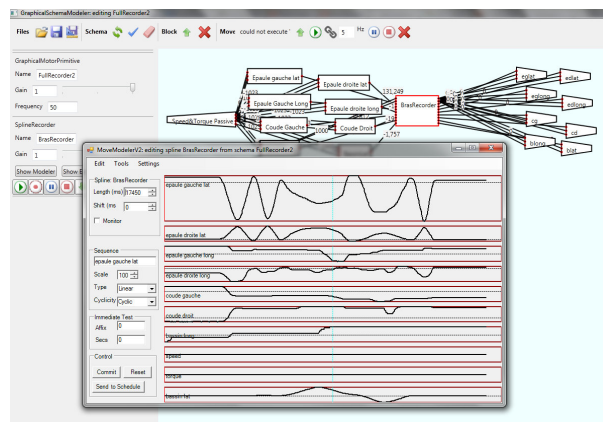 GraphicalSchemaModeler: editing FullRecorder2
Files Schema Block Move could not execute ' 5 Hz
GraphicalMotorPrimitive
Name FullRecorder2
Gain 1
Frequency 50
SplineRecorder
Name BrasRecorder
Gain 1
Show Modeler Show E
Epaule gauche lat
Epaule droite lat
Epaule Gauche Long
Epaule droite long
Speed&Torque Passive
Coude Gauche
Coude Droit
BrasRecorder
-1023
1000
-131,249
-1,757
eglat
edlat
eglong
edlong
cg
cd
blong
blat
MoveModelerV2: editing spline BrasRecorder from schema FullRecorder2
Edit Tools Settings
Spline: BrasRecorder
Length (ms) 17450
Shift (ms 0
Monitor
Sequence
epaule gauche lat
Scale 100
Type Linear
Cyclicity Cyclic
Immediate Test
Affix 0
Secs 0
Control
Commit Reset
Send to Schedule
epaule gauche lat
epaule droite lat
epaule gauche long
epaule droite long
coude gauche
coude droit
bassin long
speed
torque
bassin lat